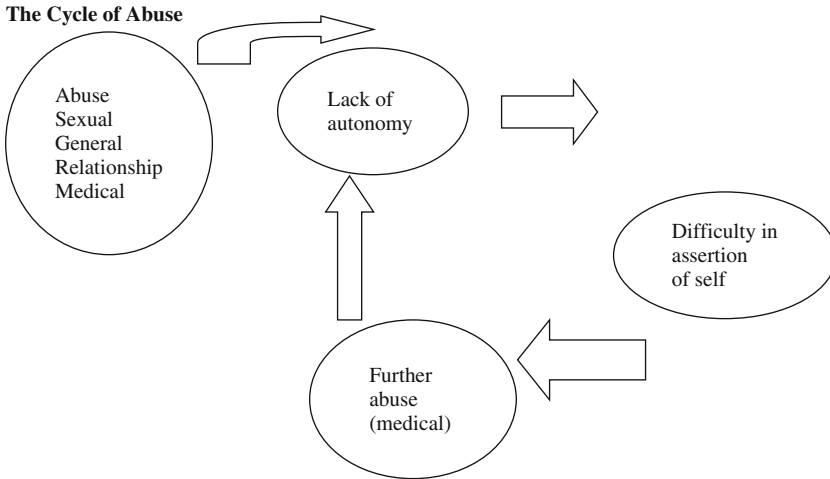 The Cycle of Abuse
Abuse
Sexual
General
Relationship
Medical
Lack of
autonomy
Difficulty in
assertion
of self
Further
abuse
(medical)